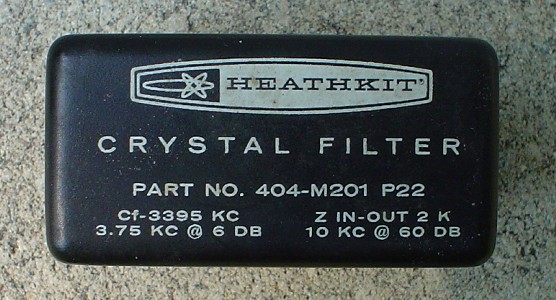 HEATHKIT®
CRYSTAL FILTER
PART NO. 404-M201 P22
Cf-3395 KC Z IN-OUT 2 K
3.75 KC @ 6 DB 10 KC @ 60 DB